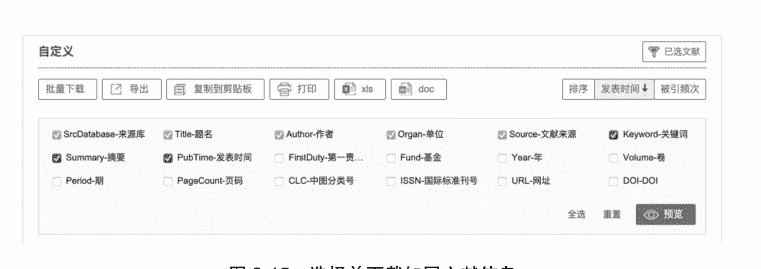 自定义
已选文献
批量下载 导出 复制到剪贴板 打印 xls doc 排序 发表时间 被引频次
SrcDatabase-来源库 Title-题名 Author-作者 Organ-单位 Source-文献来源 Keyword-关键词
Summary-摘要 PubTime-发表时间 FirstDuty-第一责... Fund-基金 Year-年 Volume-卷
Period-期 PageCount-页码 CLC-中图分类号 ISSN-国际标准刊号 URL-网址 DOI-DOI
全选 重置 预览